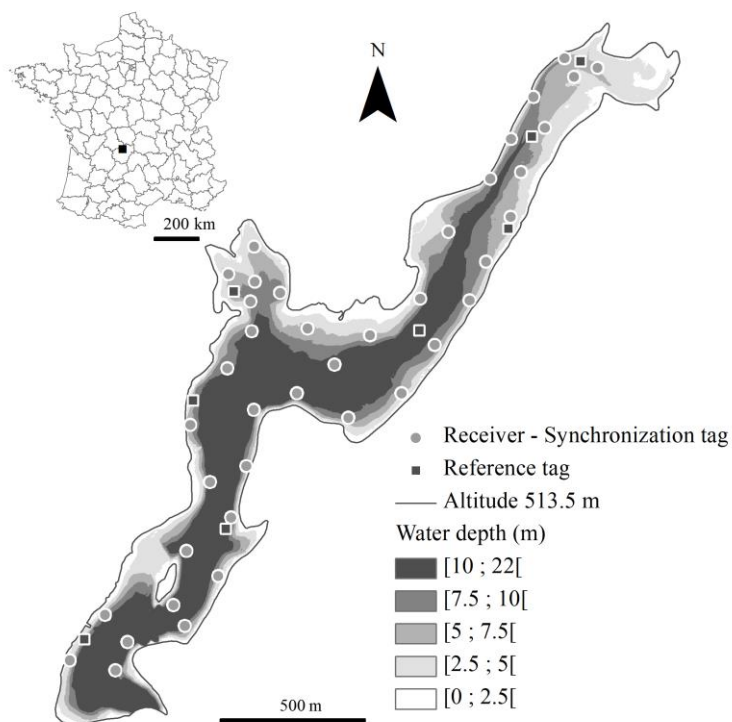 N
200 km
Receiver - Synchronization tag
Reference tag
Altitude 513.5 m
Water depth (m)
[10 ; 22[
[7.5 ; 10[
[5 ; 7.5[
[2.5 ; 5[
[0 ; 2.5[
500 m